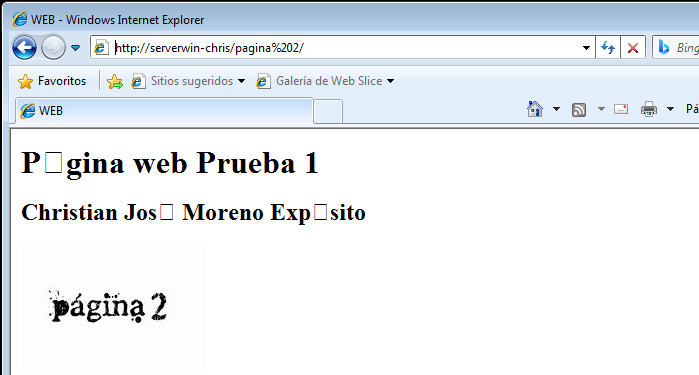 WEB - Windows Internet Explorer
http://serverwin-chris/pagina%202/
Bing
Favoritos
Sitios sugeridos
Galería de Web Slice
WEB
Pá
P□gina web Prueba 1
Christian Jos□ Moreno Exp□sito
página 2